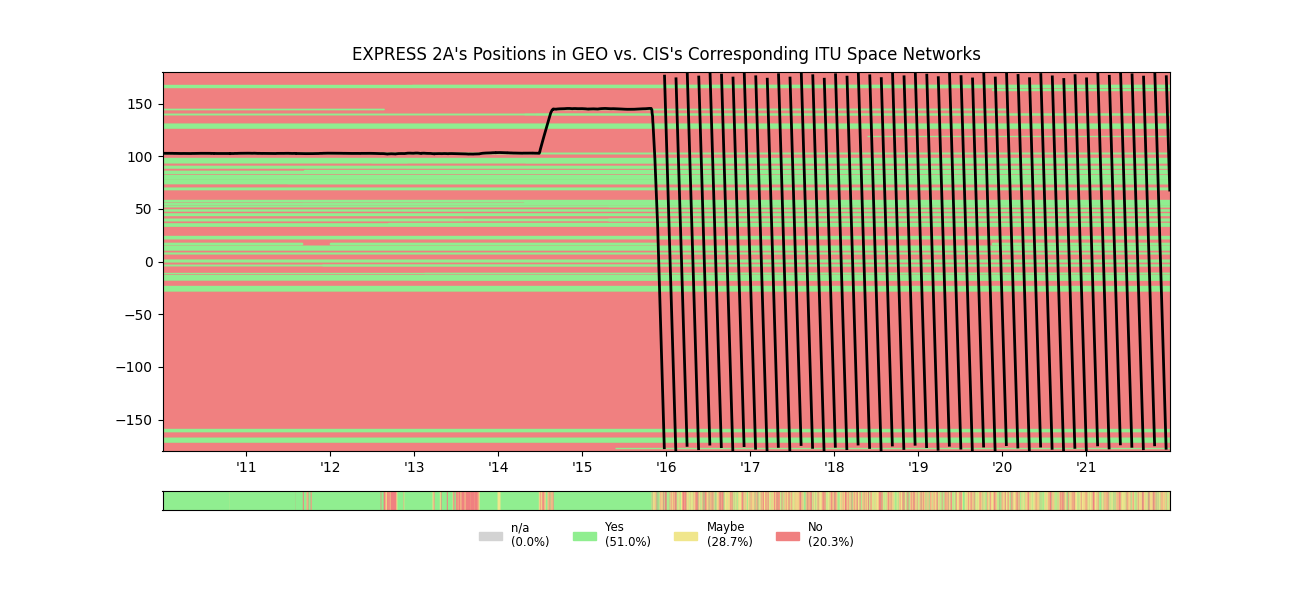 EXPRESS 2A's Positions in GEO vs. CIS's Corresponding ITU Space Networks
150
100
50
0
−50
−100
−150
'11 '12 '13 '14 '15 '16 '17 '18 '19 '20 '21
n/a Yes Maybe No
(0.0%) (51.0%) (28.7%) (20.3%)